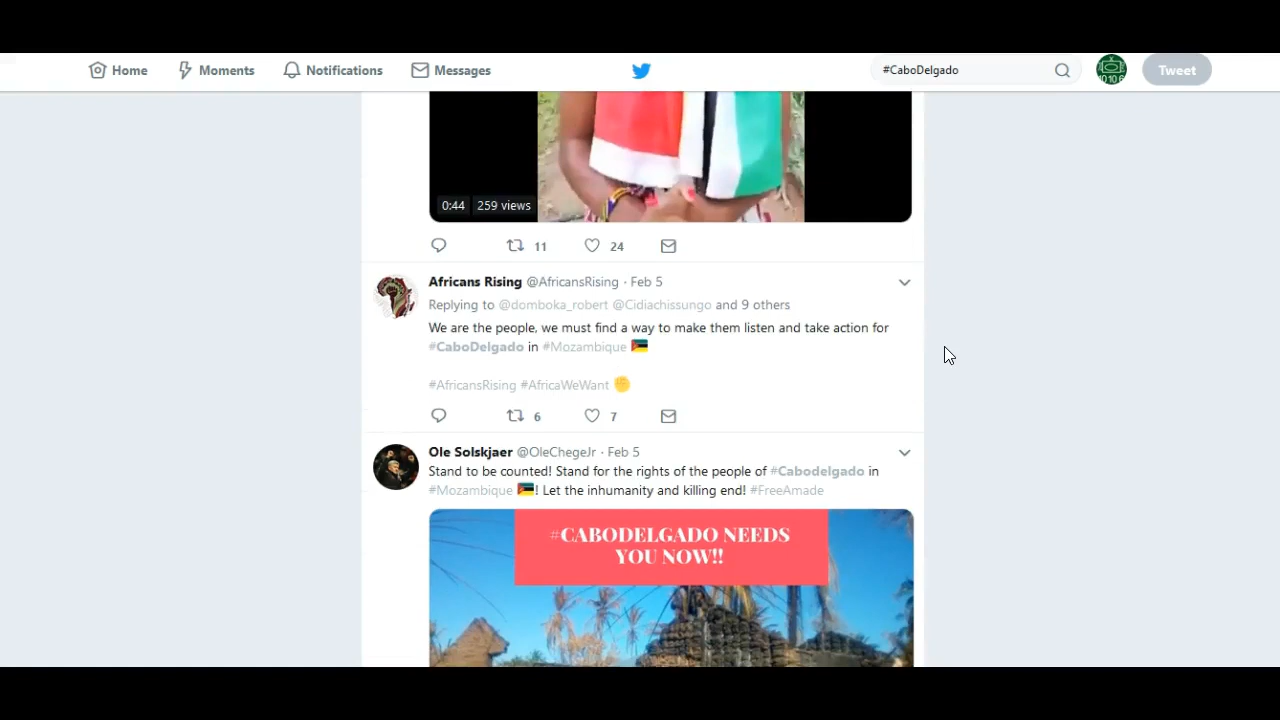 Home Moments Notifications Messages #CaboDelgado Tweet
0:44 259 views
11 24
Africans Rising @AfricansRising · Feb 5
Replying to @domboka_robert @Cidiachissungo and 9 others
We are the people, we must find a way to make them listen and take action for
#CaboDelgado in #Mozambique
#AfricansRising #AfricaWeWant
6 7
Ole Solskjaer @OleChegeJr · Feb 5
Stand to be counted! Stand for the rights of the people of #Cabodelgado in
#Mozambique ! Let the inhumanity and killing end! #FreeAmade
#CABODELGADO NEEDS
YOU NOW!!